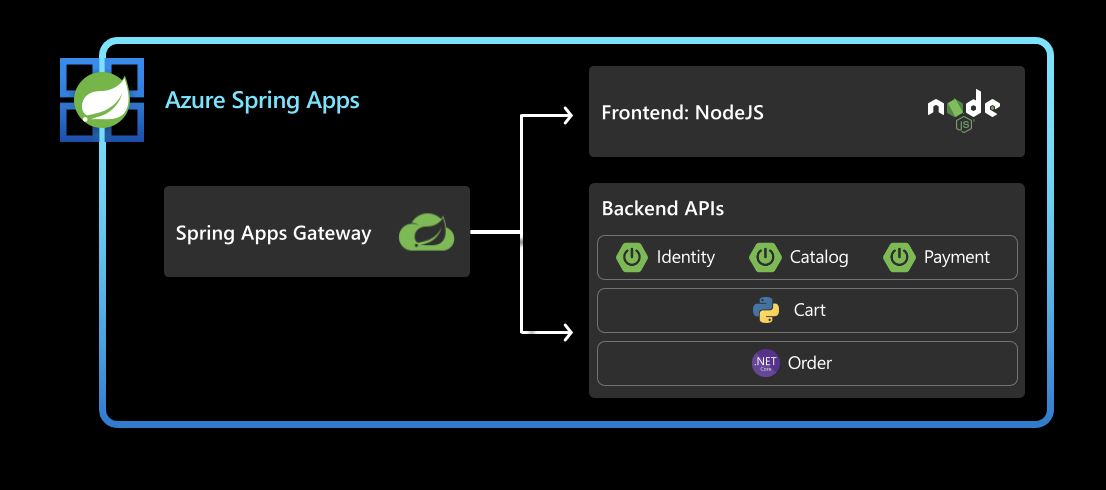 Azure Spring Apps
Spring Apps Gateway
Frontend: NodeJS
node
JS
Backend APIs
Identity
Catalog
Payment
Cart
.NET
Core
Order